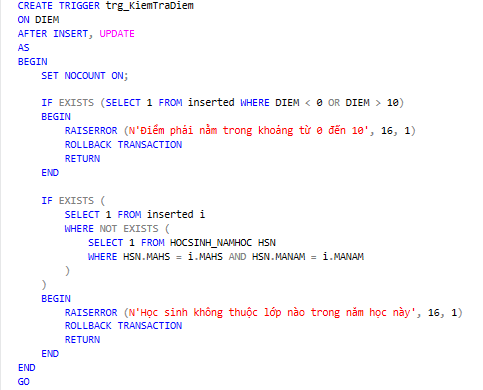 CREATE TRIGGER trg_KiemTraDiem
ON DIEM
AFTER INSERT, UPDATE
AS
BEGIN
    SET NOCOUNT ON;

    IF EXISTS (SELECT 1 FROM inserted WHERE DIEM < 0 OR DIEM > 10)
    BEGIN
        RAISERROR (N'Điểm phải nằm trong khoảng từ 0 đến 10', 16, 1)
        ROLLBACK TRANSACTION
        RETURN
    END

    IF EXISTS (
        SELECT 1 FROM inserted i
        WHERE NOT EXISTS (
            SELECT 1 FROM HOCSINH_NAMHOC HSN
            WHERE HSN.MAHS = i.MAHS AND HSN.MANAM = i.MANAM
        )
    )
    BEGIN
        RAISERROR (N'Học sinh không thuộc lớp nào trong năm học này', 16, 1)
        ROLLBACK TRANSACTION
        RETURN
    END
END
GO